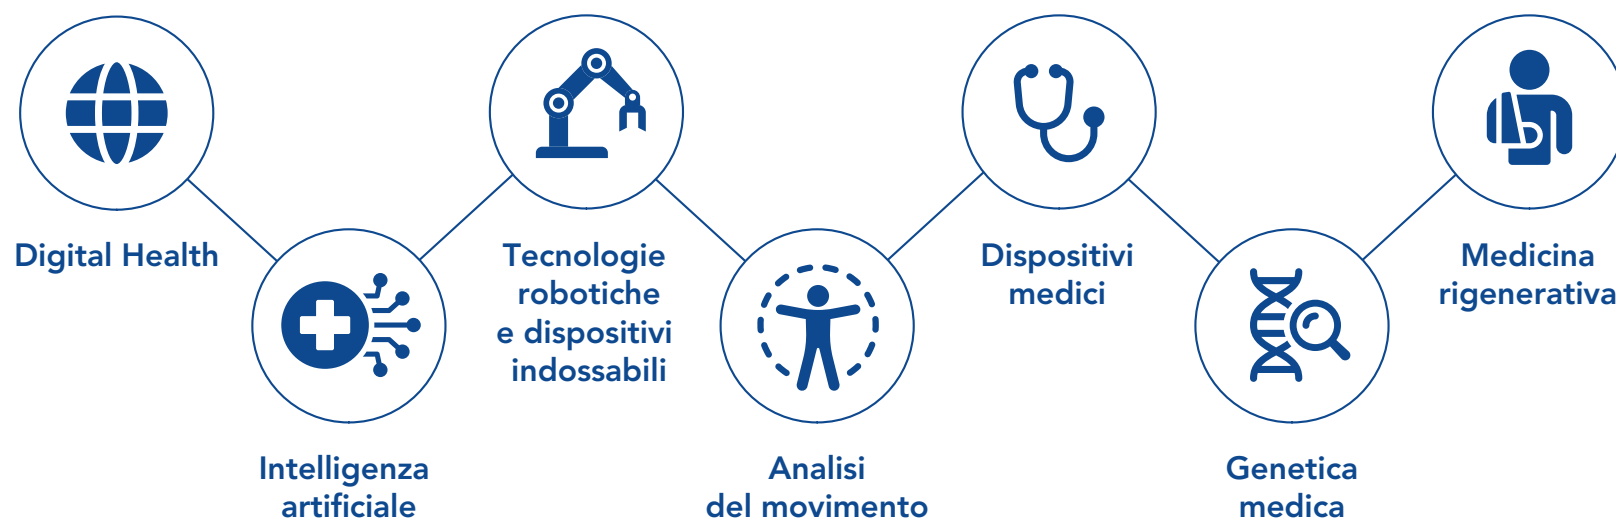 Digital Health
Intelligenza
artificiale
Tecnologie
robotiche
e dispositivi
indossabili
Analisi
del movimento
Dispositivi
medici
Genetica
medica
Medicina
rigenerativa